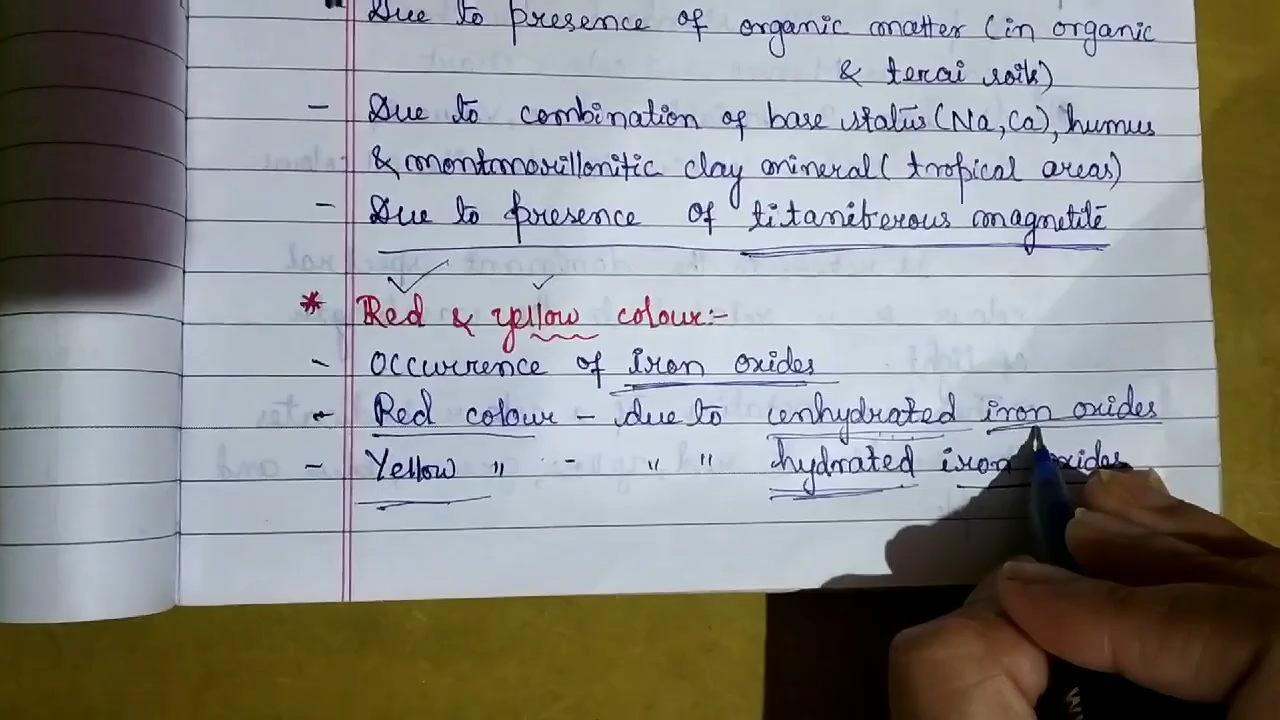 Due to presence of organic matter (in organic
& terai soils)
- Due to combination of base status (Na, Ca), humus
& montmorillonitic clay mineral ( tropical areas)
- Due to presence of titaniberous magnetite
* Red & yellow colour:-
- Occurrence of iron oxides
- Red colour - due to unhydrated iron oxides
- Yellow " - " " hydrated iron oxides